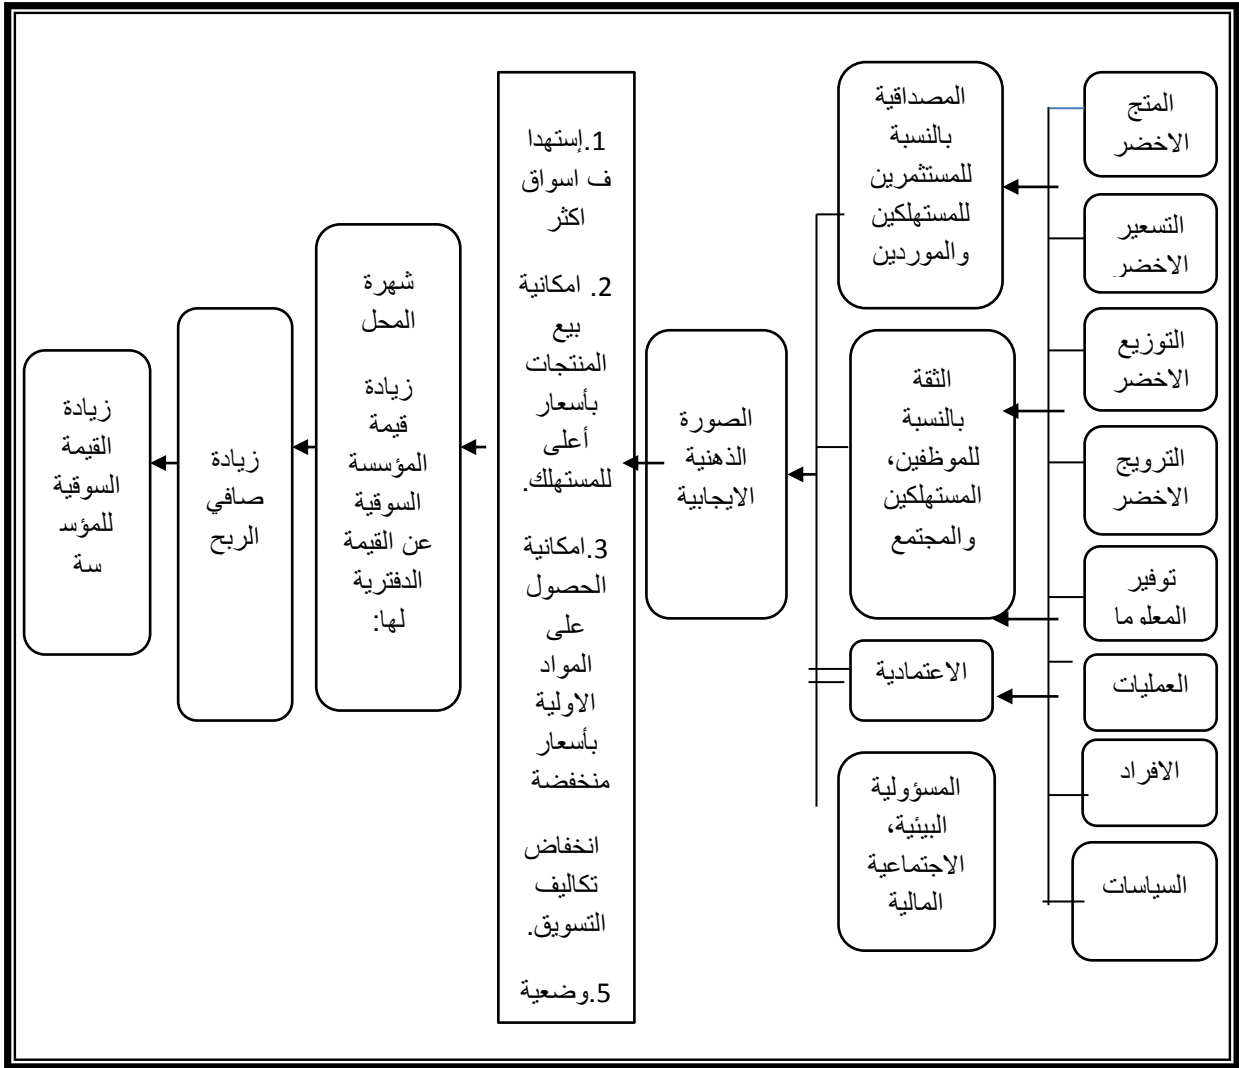 المتج
الاخضر
التسعير
الاخضر
التوزيع
الاخضر
الترويج
الاخضر
توفير
المعلوما
العمليات
الافراد
السياسات
المصداقية
بالنسبة
للمستثمرين
للمستهلكين
والموردين
الثقة
بالنسبة
للموظفين،
المستهلكين
والمجتمع
الاعتمادية
المسؤولية
البيئية،
الاجتماعية
المالية
الصورة
الذهنية
الايجابية
1.إستهدا
ف اسواق
اكثر
2. امكانية
بيع
المنتجات
بأسعار
أعلى
للمستهلك.
3.امكانية
الحصول
على
المواد
الاولية
بأسعار
منخفضة
انخفاض
تكاليف
التسويق.
5.وضعية
شهرة
المحل
زيادة
قيمة
المؤسسة
السوقية
عن القيمة
الدفترية
لها:
زيادة
صافي
الربح
زيادة
القيمة
السوقية
للمؤس
سة